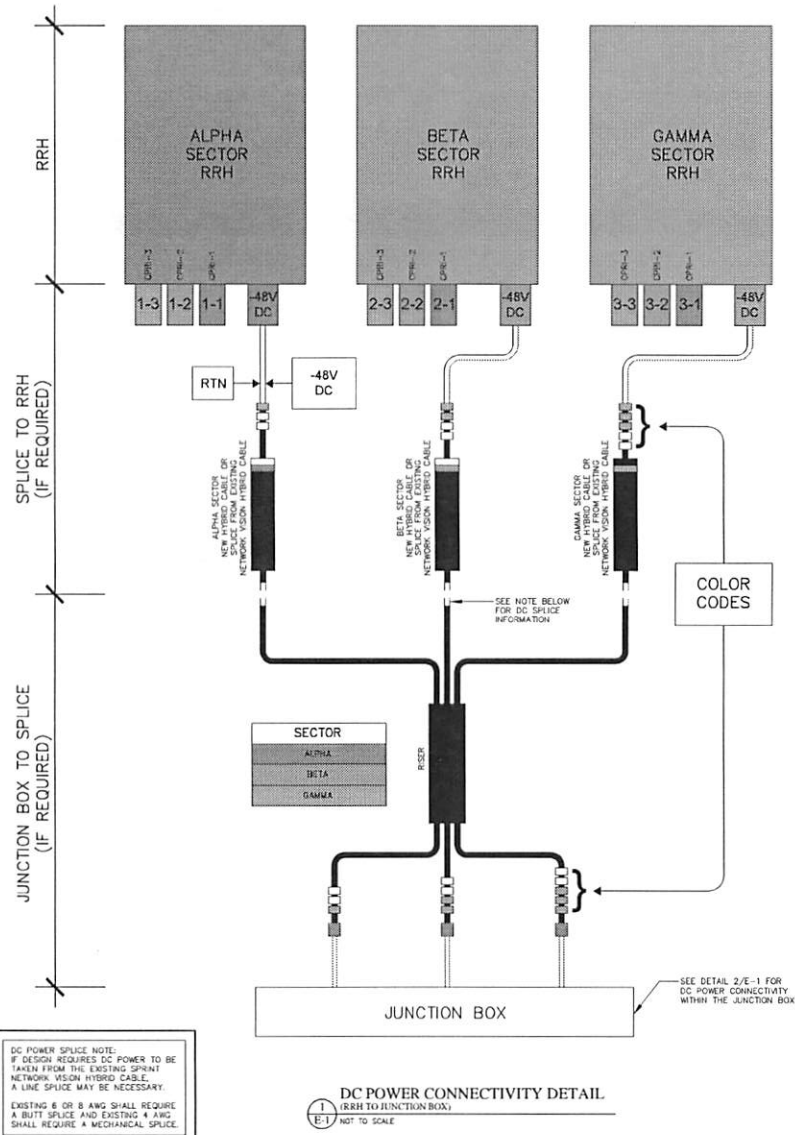 RRH
SPLICE TO RRH
(IF REQUIRED)
JUNCTION BOX TO SPLICE
(IF REQUIRED)
ALPHA
SECTOR
RRH
CPRI-3
CPRI-2
CPRI-1
1-3
1-2
1-1
-48V
DC
BETA
SECTOR
RRH
CPRI-3
CPRI-2
CPRI-1
2-3
2-2
2-1
-48V
DC
GAMMA
SECTOR
RRH
CPRI-3
CPRI-2
CPRI-1
3-3
3-2
3-1
-48V
DC
RTN
-48V
DC
ALPHA SECTOR
NEW HYBRID CABLE OR
SPLICE FROM EXISTING
NETWORK VISION HYBRID CABLE
BETA SECTOR
NEW HYBRID CABLE OR
SPLICE FROM EXISTING
NETWORK VISION HYBRID CABLE
GAMMA SECTOR
NEW HYBRID CABLE OR
SPLICE FROM EXISTING
NETWORK VISION HYBRID CABLE
SEE NOTE BELOW
FOR DC SPLICE
INFORMATION
COLOR
CODES
SECTOR
ALPHA
BETA
GAMMA
RISER
JUNCTION BOX
SEE DETAIL 2/E-1 FOR
DC POWER CONNECTIVITY
WITHIN THE JUNCTION BOX
DC POWER SPLICE NOTE:
IF DESIGN REQUIRES DC POWER TO BE
TAKEN FROM THE EXISTING SPRINT
NETWORK VISION HYBRID CABLE,
A LINE SPLICE MAY BE NECESSARY.
EXISTING 6 OR 8 AWG SHALL REQUIRE
A BUTT SPLICE AND EXISTING 4 AWG
SHALL REQUIRE A MECHANICAL SPLICE.
1
E-1
DC POWER CONNECTIVITY DETAIL
(RRH TO JUNCTION BOX)
NOT TO SCALE